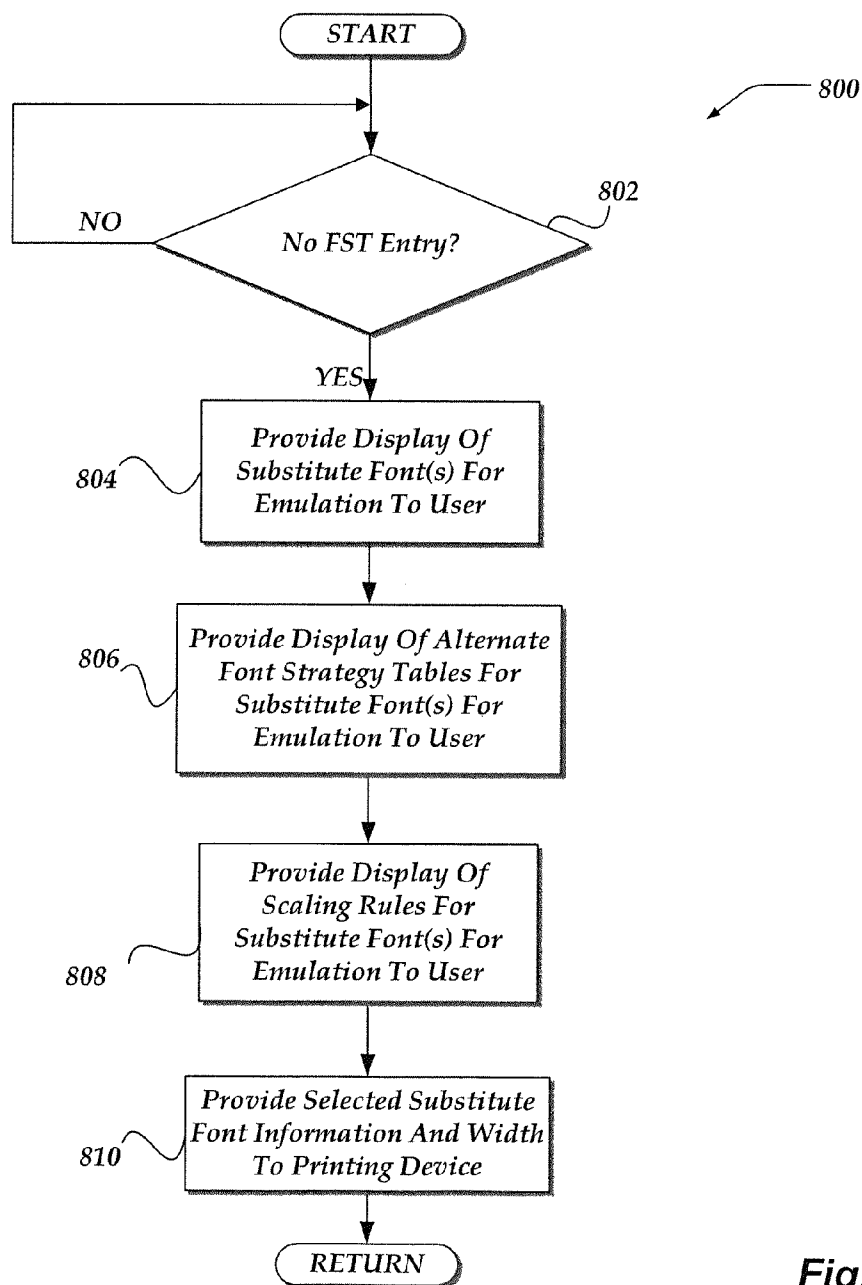 START
800
802
NO
No FST Entry?
YES
Provide Display Of
Substitute Font(s) For
Emulation To User
804
Provide Display Of Alternate
Font Strategy Tables For
Substitute Font(s) For
Emulation To User
806
Provide Display Of
Scaling Rules For
Substitute Font(s) For
Emulation To User
808
Provide Selected Substitute
Font Information And Width
To Printing Device
810
RETURN
Fig.